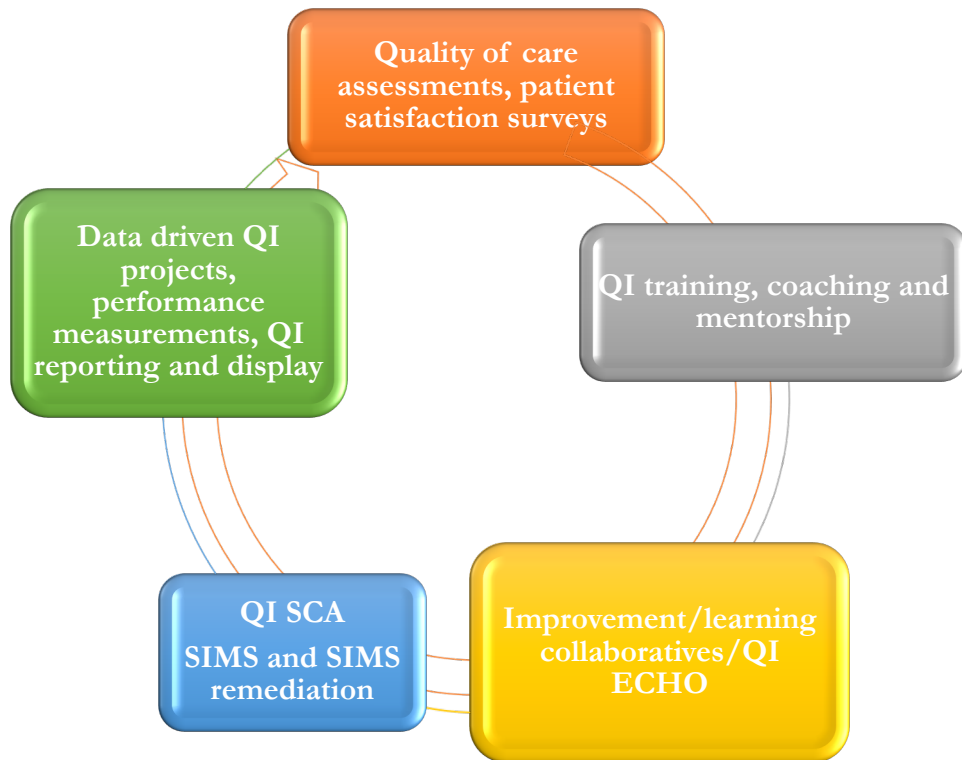 Quality of care
assessments, patient
satisfaction surveys
QI training, coaching and
mentorship
Improvement/learning
collaboratives/QI
ECHO
QI SCA
SIMS and SIMS
remediation
Data driven QI
projects,
performance
measurements, QI
reporting and display